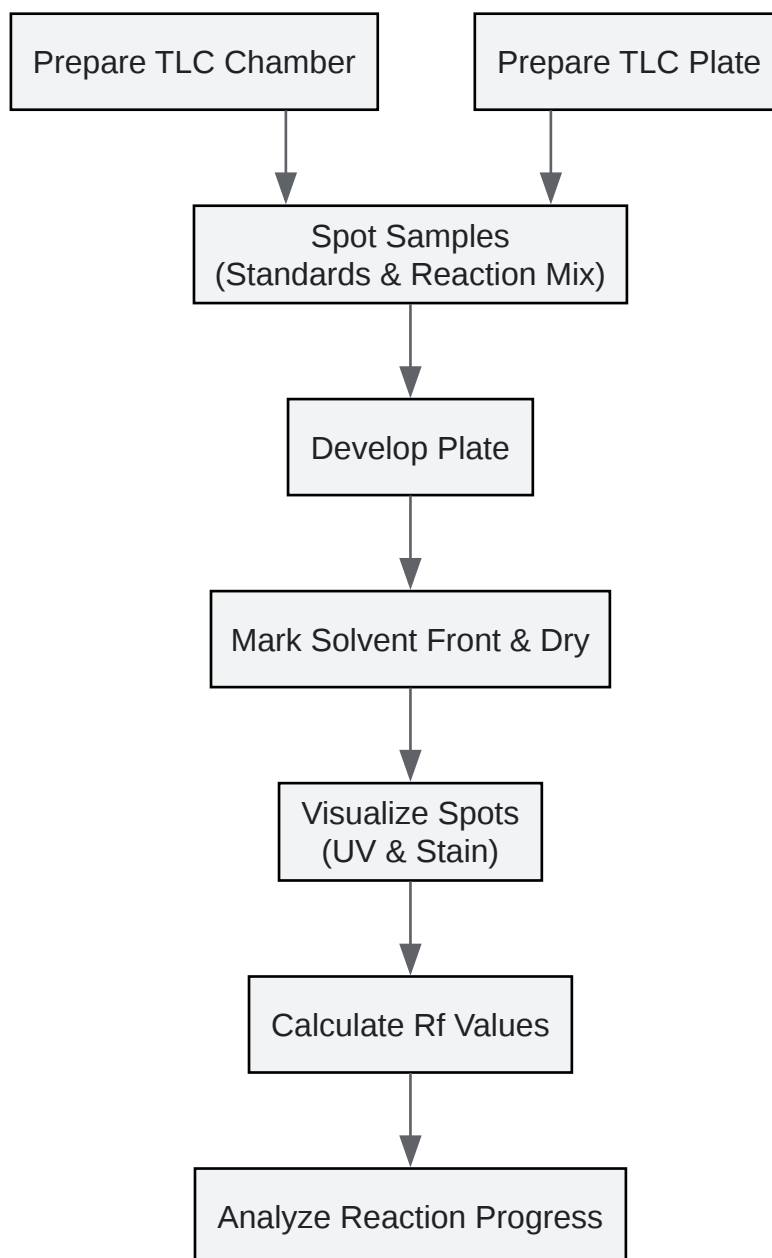 Prepare TLC Chamber
Prepare TLC Plate
Spot Samples
(Standards & Reaction Mix)
Develop Plate
Mark Solvent Front & Dry
Visualize Spots
(UV & Stain)
Calculate Rf Values
Analyze Reaction Progress